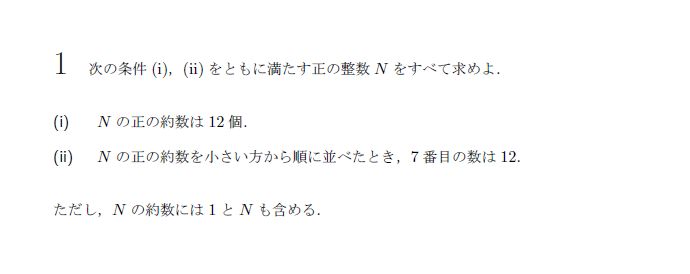 1 次の条件 (i), (ii) をともに満たす正の整数 N をすべて求めよ.
(i) N の正の約数は 12 個.
(ii) N の正の約数を小さい方から順に並べたとき, 7 番目の数は 12.
ただし, N の約数には 1 と N も含める.